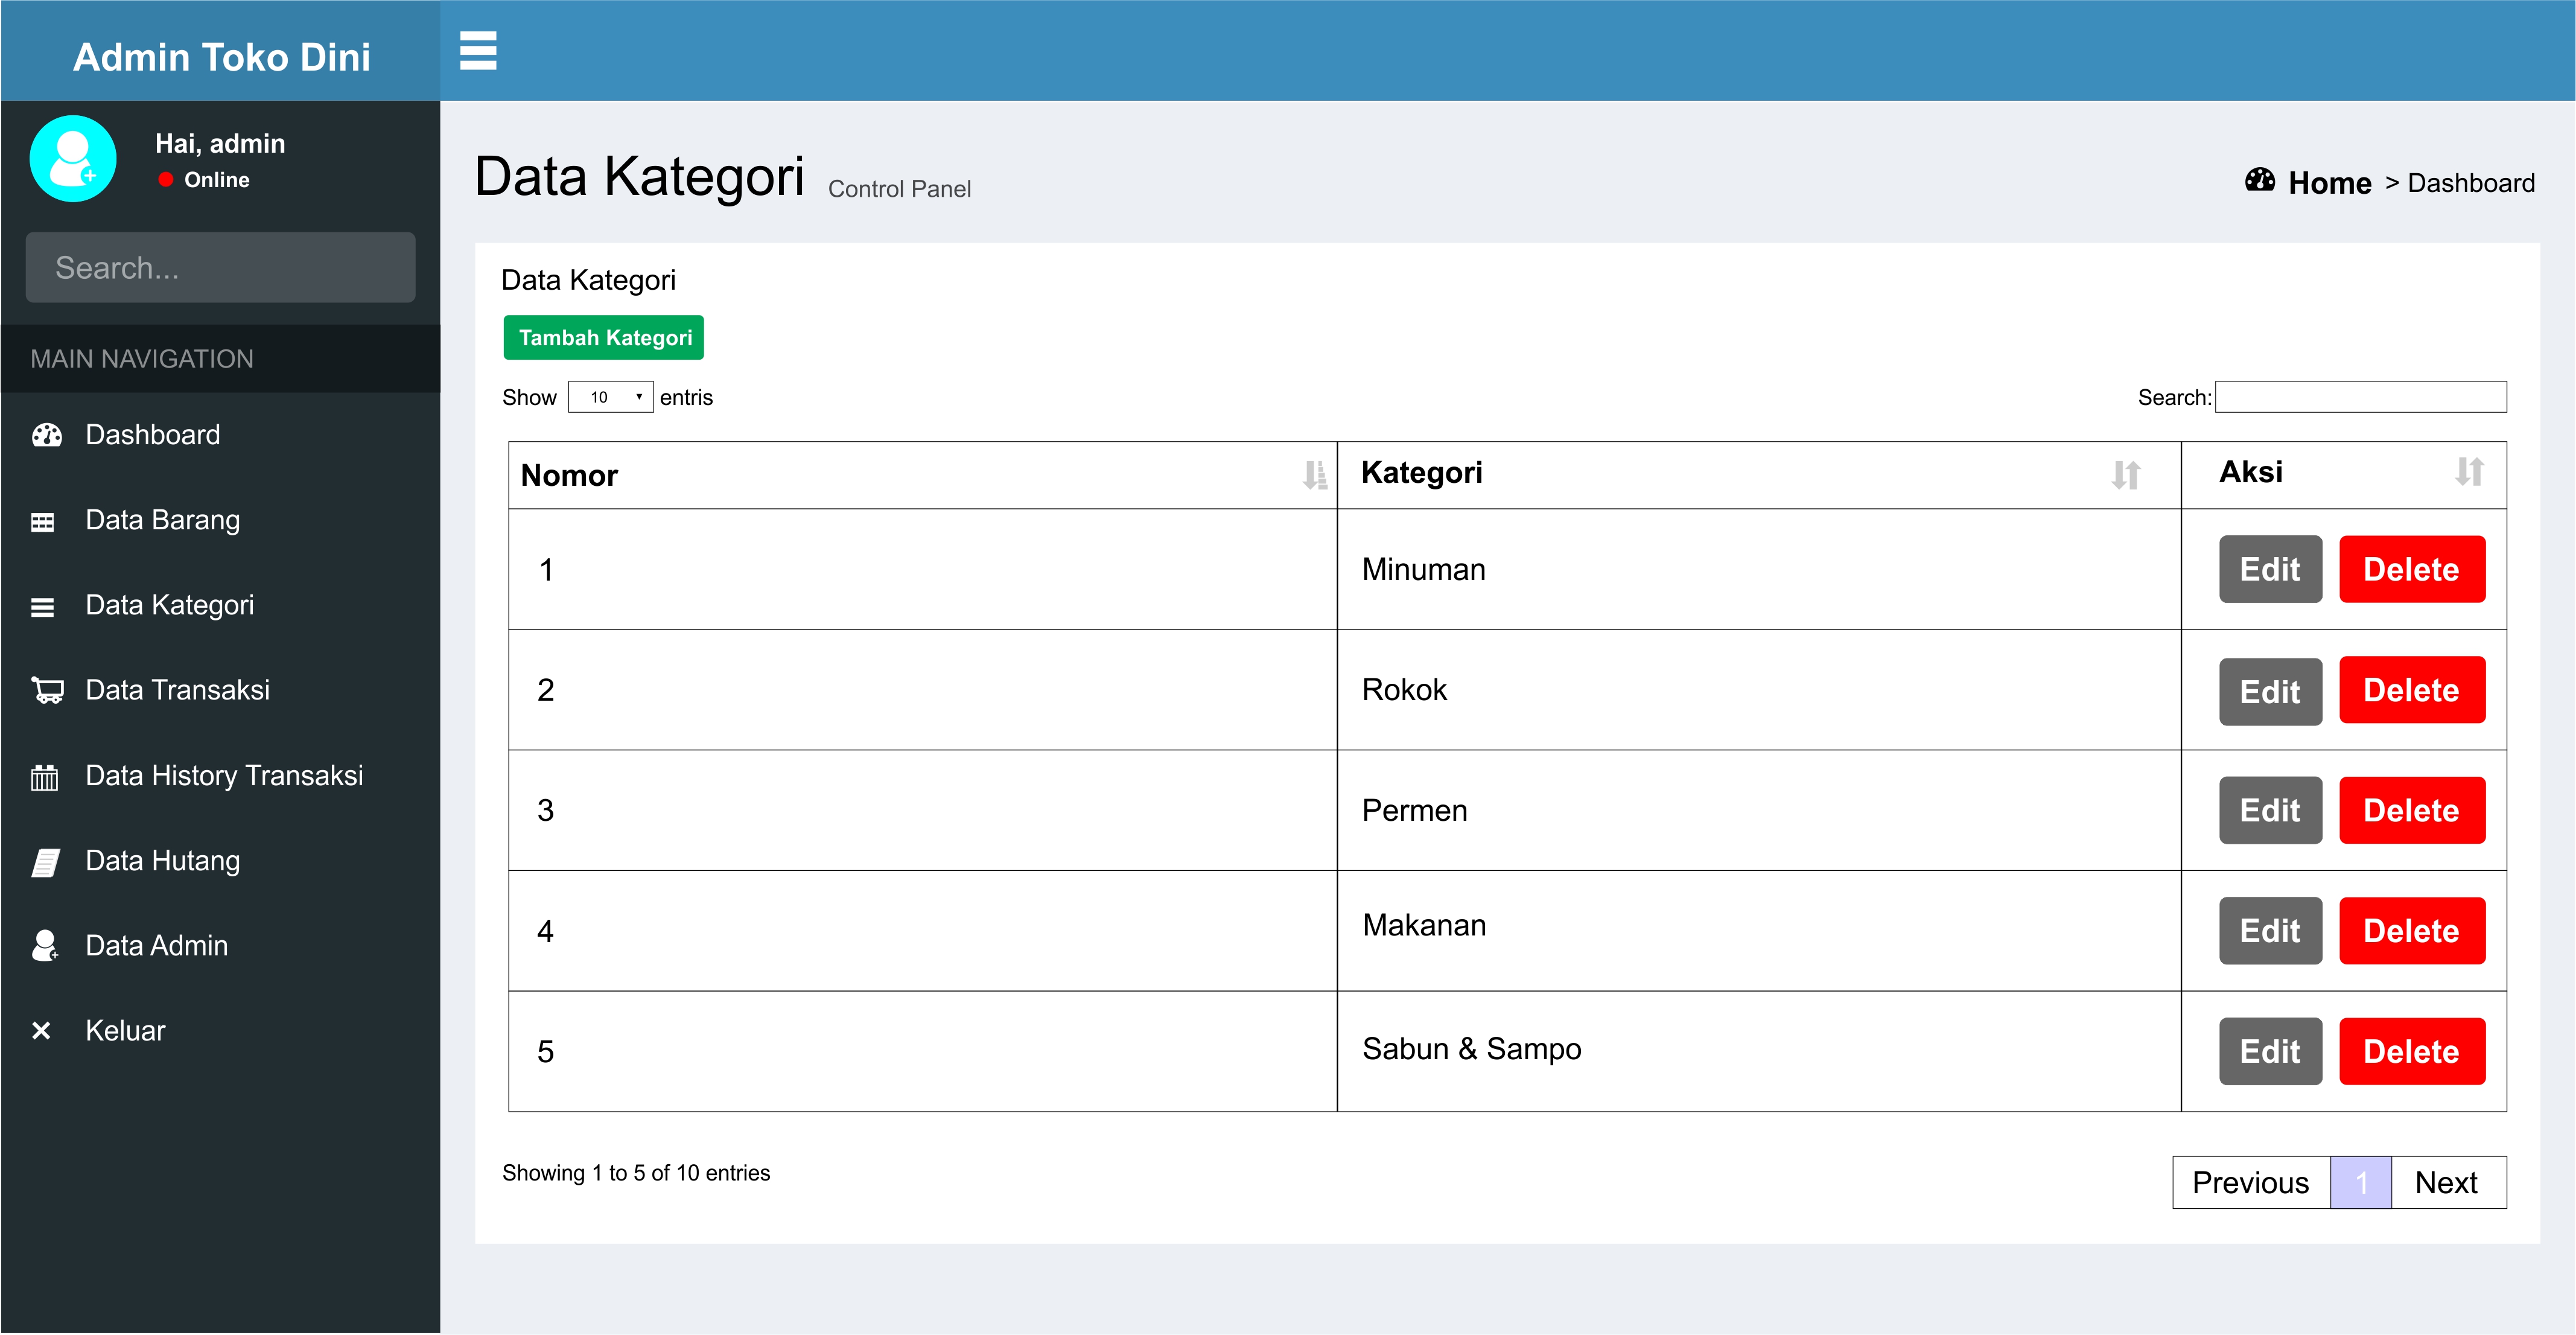 Admin Toko Dini
Hai, admin
Online
Search...
MAIN NAVIGATION
Dashboard
Data Barang
Data Kategori
Data Transaksi
Data History Transaksi
Data Hutang
Data Admin
Keluar
Data Kategori Control Panel
Home > Dashboard
Data Kategori
Tambah Kategori
Show 10 entris
Search:
Nomor Kategori Aksi
1 Minuman Edit Delete
2 Rokok Edit Delete
3 Permen Edit Delete
4 Makanan Edit Delete
5 Sabun & Sampo Edit Delete
Showing 1 to 5 of 10 entries
Previous 1 Next